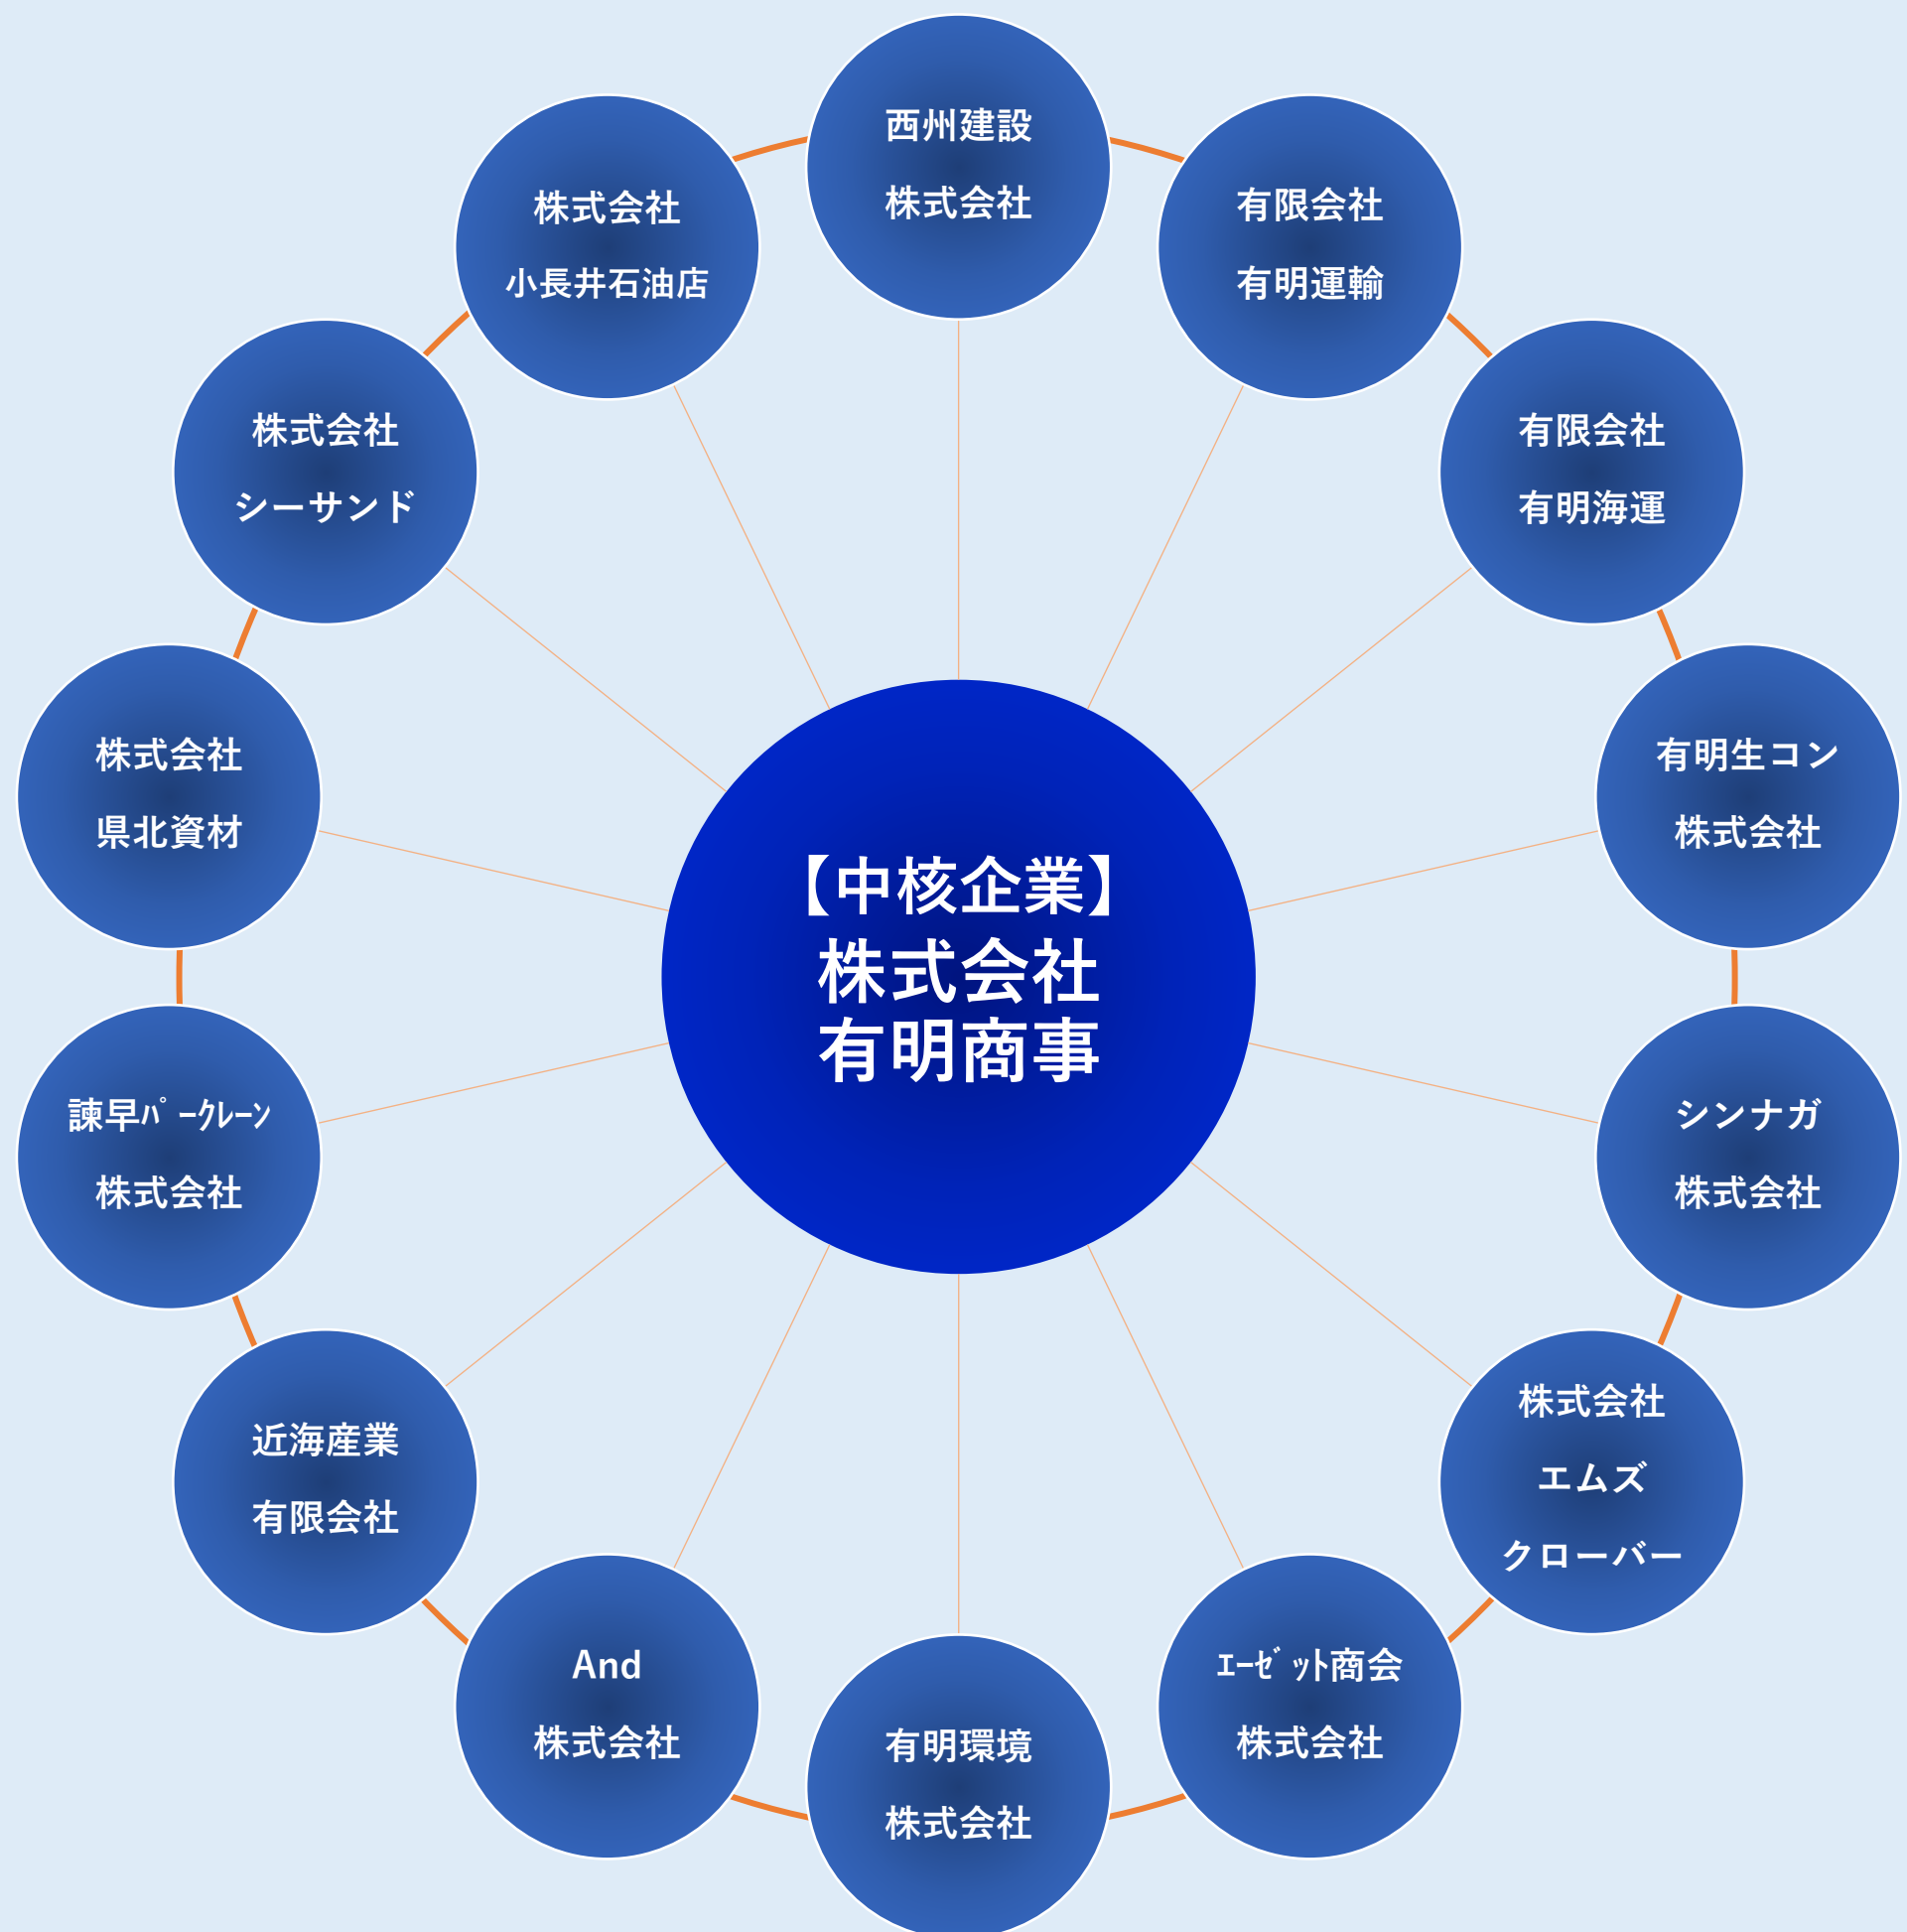 【中核企業】
株式会社
有明商事
西州建設
株式会社
有限会社
有明運輸
有限会社
有明海運
有明生コン
株式会社
シンナガ
株式会社
株式会社
エムズ
クローバー
ｴｰｾﾞｯﾄ商会
株式会社
有明環境
株式会社
And
株式会社
近海産業
有限会社
諫早ﾊﾟｰｸﾚｰﾝ
株式会社
株式会社
県北資材
株式会社
シーサンド
株式会社
小長井石油店